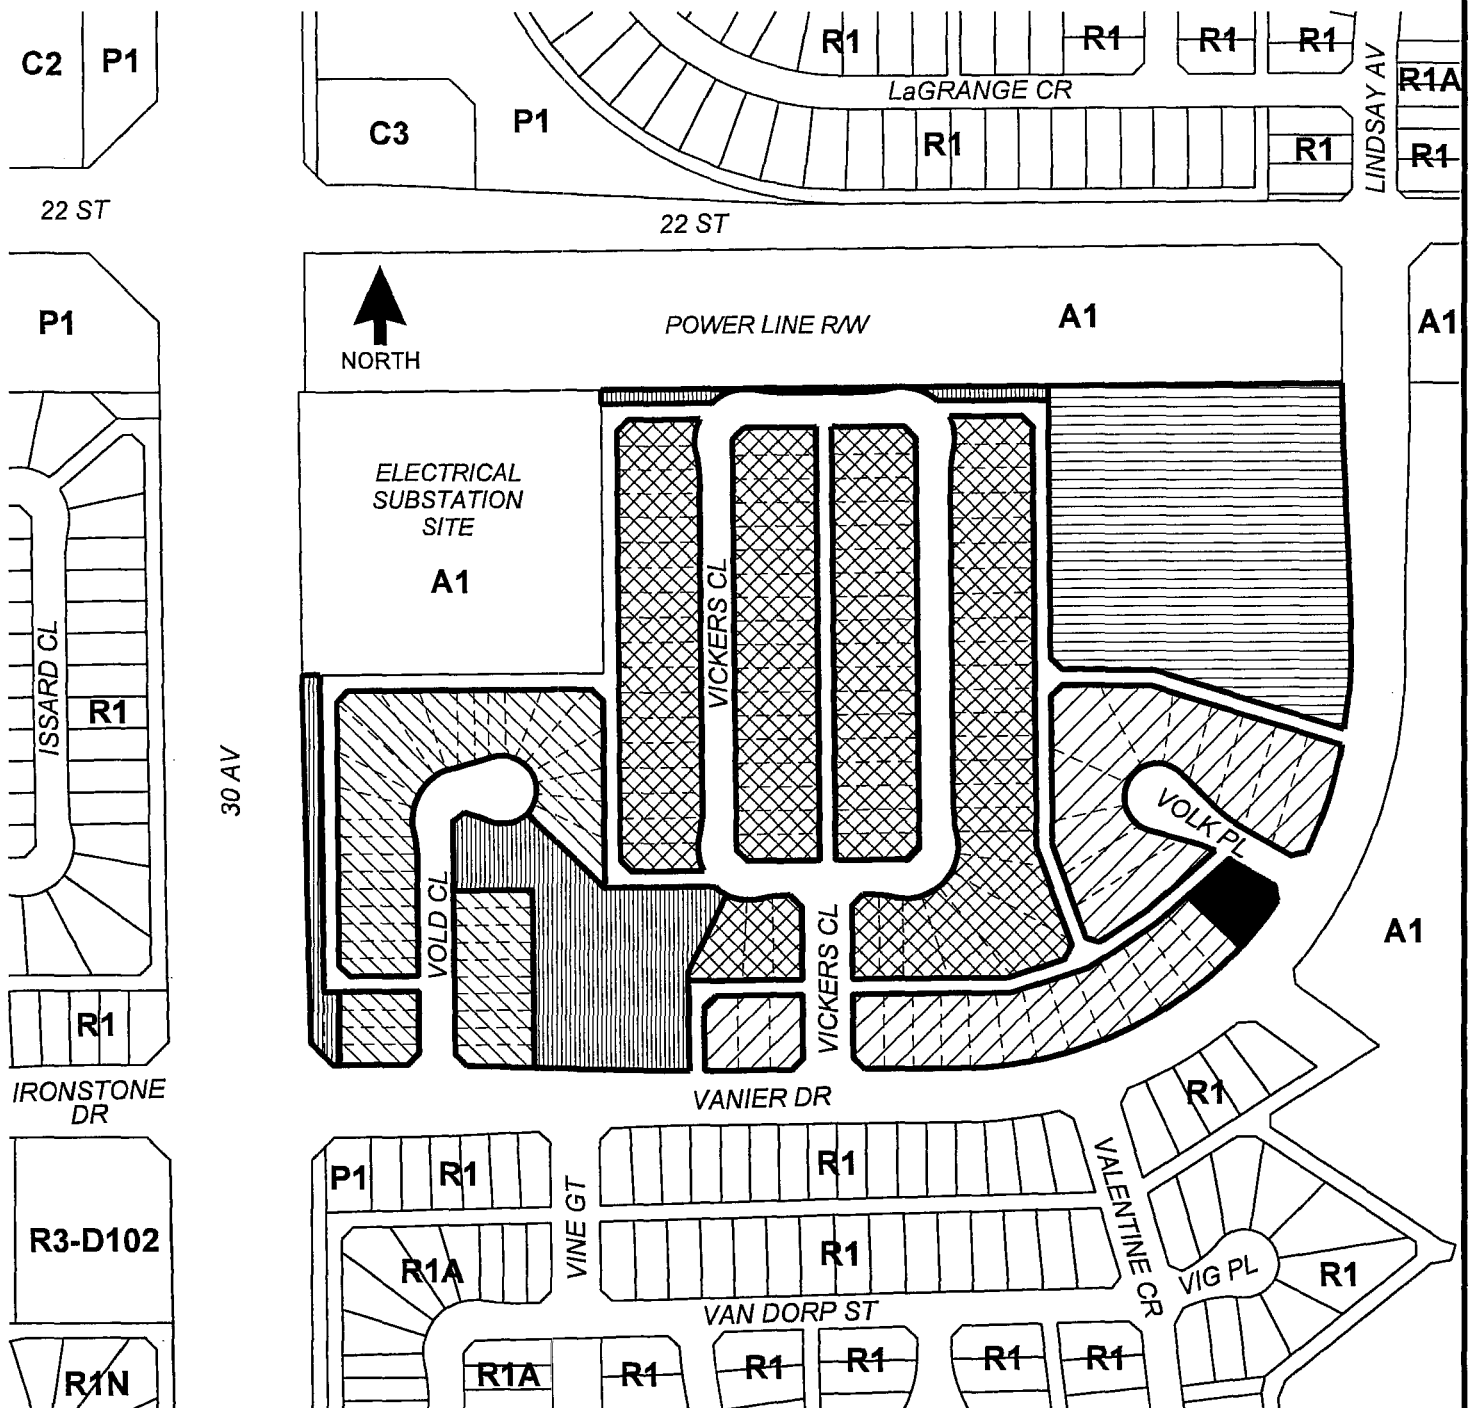 C2
P1
R1
R1
R1
R1
LaGRANGE CR
LINDSAY AV
R1A
C3
P1
R1
R1
R1
22 ST
22 ST
P1
NORTH
POWER LINE R/W
A1
A1
ELECTRICAL
SUBSTATION
SITE
A1
VICKERS CL
ISSARD CL
R1
30 AV
VOLK PL
VOLD CL
VICKERS CL
A1
R1
IRONSTONE
DR
VANIER DR
R1
P1
R1
R1
VALENTINE CR
VINE GT
R3-D102
R1A
R1
VIG PL
R1
VAN DORP ST
R1N
R1A
R1
R1
R1
R1
R1